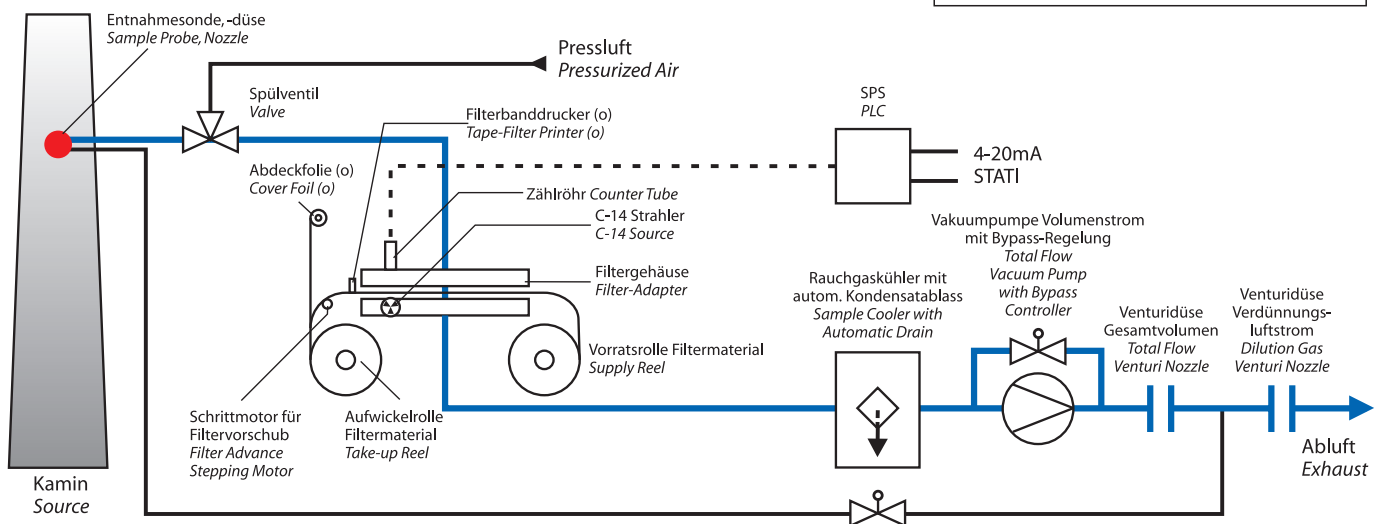 Entnahmesonde, -düse
Sample Probe, Nozzle
Pressluft
Pressurized Air
Spülventil
Valve
Filterbanddrucker (o)
Tape-Filter Printer (o)
SPS
PLC
4-20mA
STATI
Abdeckfolie (o)
Cover Foil (o)
Zählröhr Counter Tube
C-14 Strahler
C-14 Source
Filtergehäuse
Filter-Adapter
Vakuumpumpe Volumenstrom
mit Bypass-Regelung
Total Flow
Vacuum Pump
with Bypass
Controller
Rauchgaskühler mit
autom. Kondensatablass
Sample Cooler with
Automatic Drain
Venturidüse
Gesamtvolumen
Total Flow
Venturi Nozzle
Venturidüse
Verdünnungs-
luftstrom
Dilution Gas
Venturi Nozzle
Vorratsrolle Filtermaterial
Supply Reel
Schrittmotor für
Filtervorschub
Filter Advance
Stepping Motor
Aufwickelrolle
Filtermaterial
Take-up Reel
Abluft
Exhaust
Kamin
Source